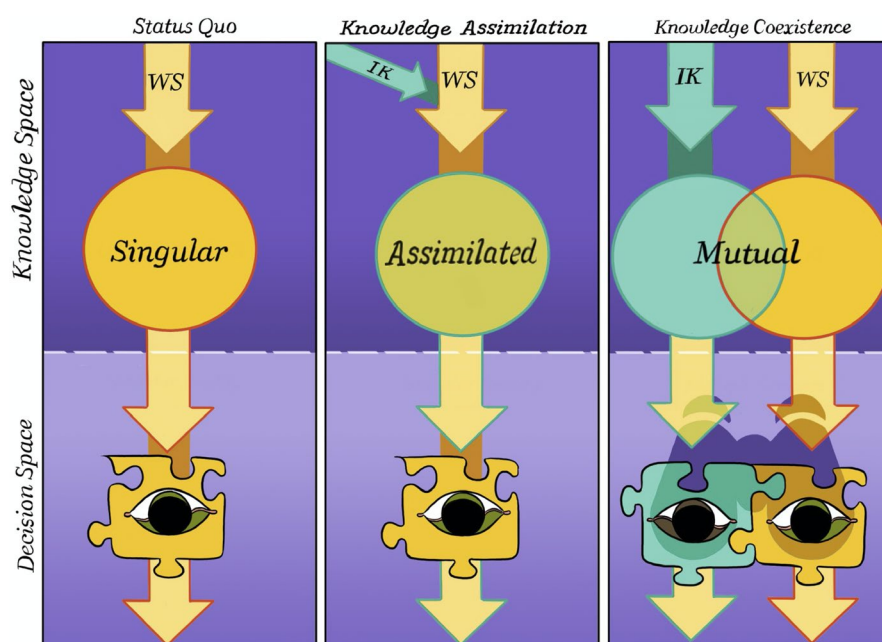 Status Quo
Knowledge Assimilation
Knowledge Coexistence
Knowledge Space
WS
IK
WS
IK
WS
Singular
Assimilated
Mutual
Decision Space